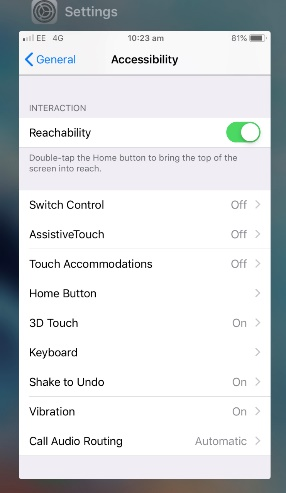 Settings
EE 4G 10:23 am 81%
General Accessibility
INTERACTION
Reachability
Double-tap the Home button to bring the top of the
screen into reach.
Switch Control Off
AssistiveTouch Off
Touch Accommodations Off
Home Button
3D Touch On
Keyboard
Shake to Undo On
Vibration On
Call Audio Routing Automatic